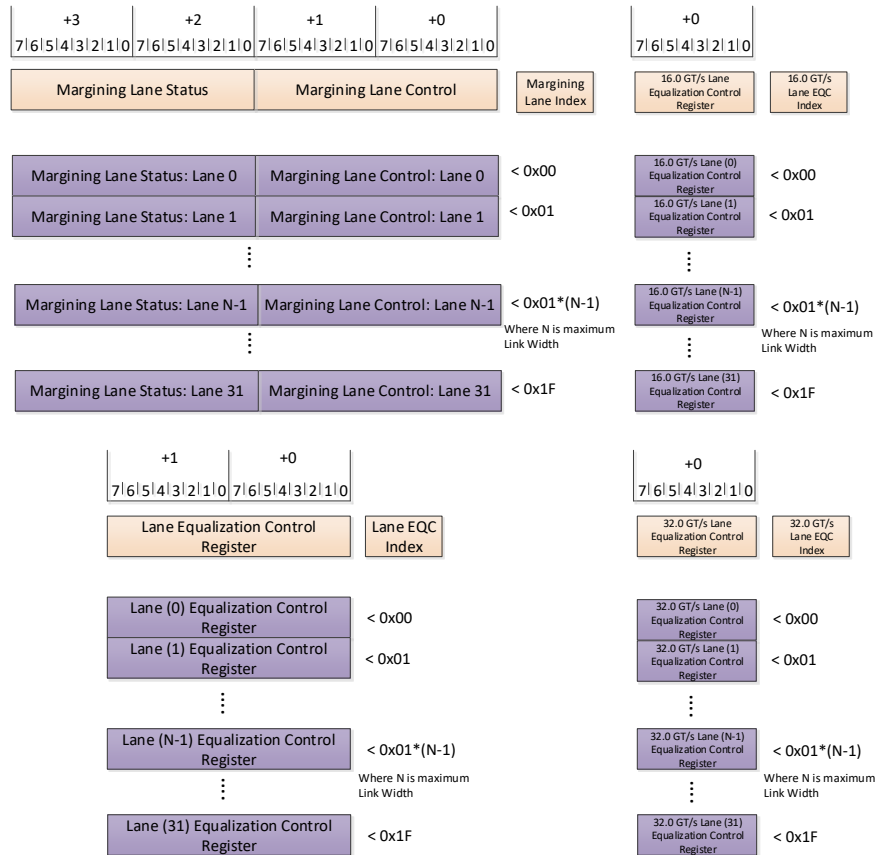 +3 +2 +1 +0
7 6 5 4 3 2 1 0 7 6 5 4 3 2 1 0 7 6 5 4 3 2 1 0 7 6 5 4 3 2 1 0
Margining Lane Status Margining Lane Control
Margining
Lane Index
Margining Lane Status: Lane 0 Margining Lane Control: Lane 0 < 0x00
Margining Lane Status: Lane 1 Margining Lane Control: Lane 1 < 0x01
Margining Lane Status: Lane N-1 Margining Lane Control: Lane N-1 < 0x01*(N-1)
Where N is maximum
Link Width
Margining Lane Status: Lane 31 Margining Lane Control: Lane 31 < 0x1F
+0
7 6 5 4 3 2 1 0
16.0 GT/s Lane
Equalization Control
Register
16.0 GT/s
Lane EQC
Index
16.0 GT/s Lane (0)
Equalization Control
Register
< 0x00
16.0 GT/s Lane (1)
Equalization Control
Register
< 0x01
16.0 GT/s Lane (N-1)
Equalization Control
Register
< 0x01*(N-1)
Where N is maximum
Link Width
16.0 GT/s Lane (31)
Equalization Control
Register
< 0x1F
+1 +0
7 6 5 4 3 2 1 0 7 6 5 4 3 2 1 0
Lane Equalization Control
Register
Lane EQC
Index
Lane (0) Equalization Control
Register
< 0x00
Lane (1) Equalization Control
Register
< 0x01
Lane (N-1) Equalization Control
Register
< 0x01*(N-1)
Where N is maximum
Link Width
Lane (31) Equalization Control
Register
< 0x1F
+0
7 6 5 4 3 2 1 0
32.0 GT/s Lane
Equalization Control
Register
32.0 GT/s
Lane EQC
Index
32.0 GT/s Lane (0)
Equalization Control
Register
< 0x00
32.0 GT/s Lane (1)
Equalization Control
Register
< 0x01
32.0 GT/s Lane (N-1)
Equalization Control
Register
< 0x01*(N-1)
Where N is maximum
Link Width
32.0 GT/s Lane (31)
Equalization Control
Register
< 0x1F